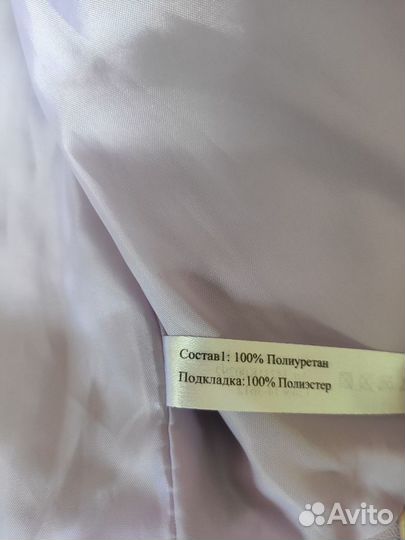 Состав1: 100% Полиуретан
Подкладка:100% Полиэстер
Avito